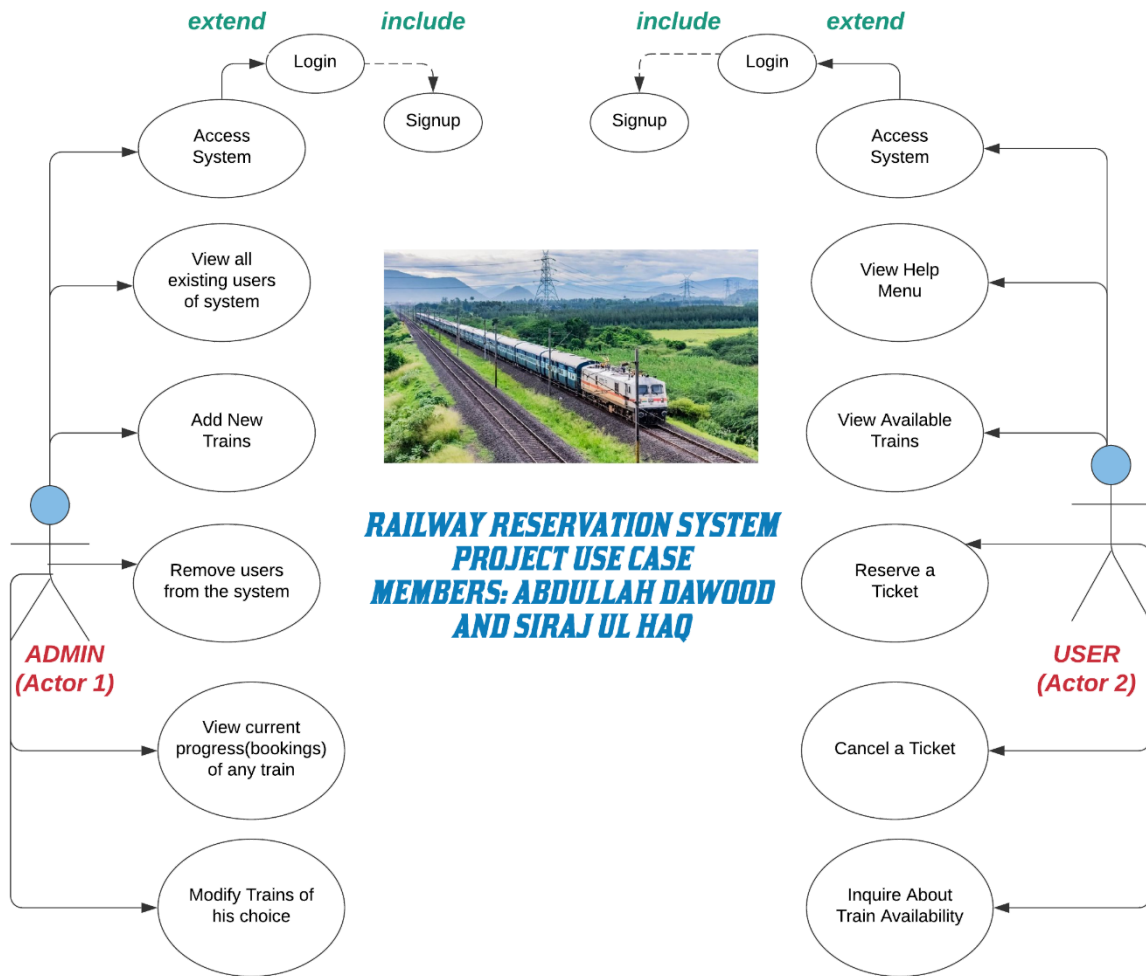 extend
include
include
extend
Login
Login
Signup
Signup
Access
System
Access
System
View all
existing users
of system
View Help
Menu
Add New
Trains
View Available
Trains
RAILWAY RESERVATION SYSTEM
PROJECT USE CASE
MEMBERS: ABDULLAH DAWOOD
AND SIRAJ UL HAQ
Remove users
from the system
Reserve a
Ticket
ADMIN
(Actor 1)
USER
(Actor 2)
View current
progress(bookings)
of any train
Cancel a Ticket
Modify Trains of
his choice
Inquire About
Train Availability